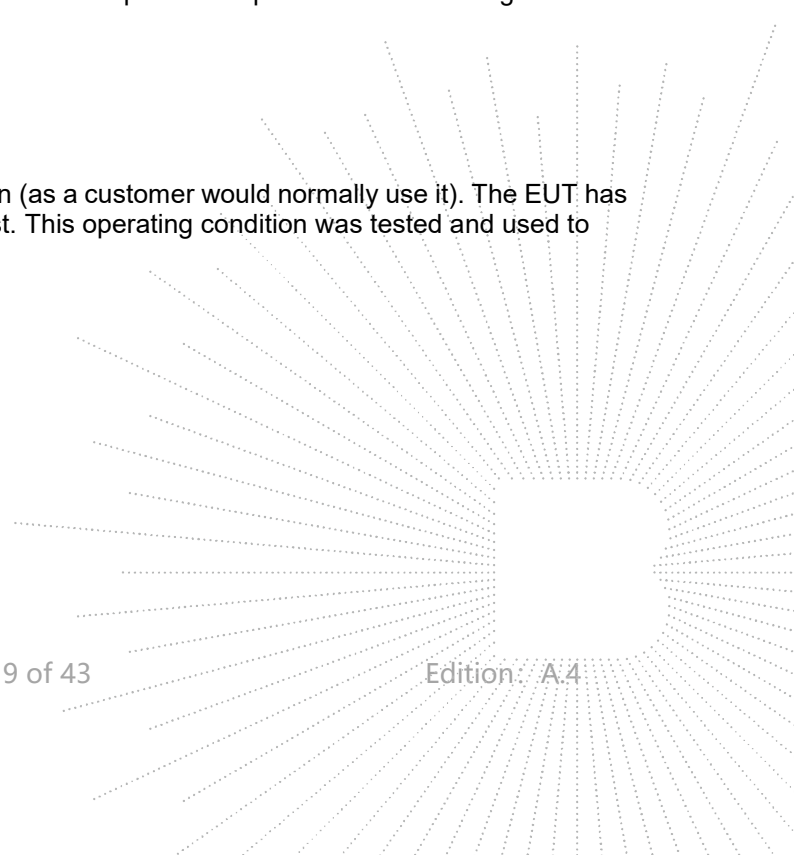 n (as a customer would normally use it). The EUT has
st. This operating condition was tested and used to
9 of 43 Edition: A.4